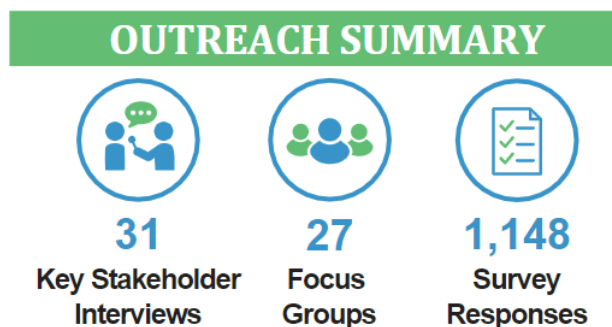 OUTREACH SUMMARY
31
Key Stakeholder
Interviews
27
Focus
Groups
1,148
Survey
Responses